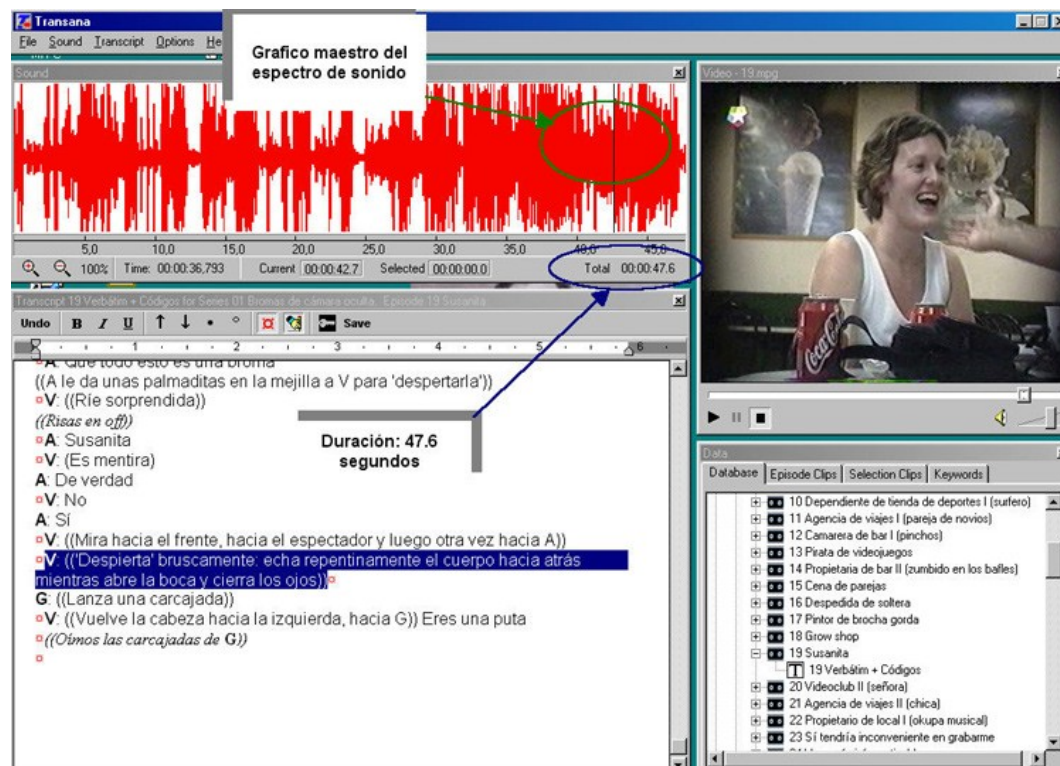 Transana
File Sound Transcript Options He
Grafico maestro del
espectro de sonido
Sound
5,0 10,0 15,0 20,0 25,0 30,0 35,0 40,0 45,0
100% Time: 00:00:36,793 Current 00:00:42.7 Selected 00:00:00.0 Total 00:00:47.6
Video - 19.mpg
Coca-Cola
Transcript 19 Verbátim + Códigos for Series 01 Bromas de cámara oculta. Episode 19 Susanita
Undo B I U Save
1 2 3 4 5 6
A: Que todo esto es una broma
((A le da unas palmaditas en la mejilla a V para 'despertarla'))
¤V: ((Ríe sorprendida))
((Risas en off))
¤A: Susanita
¤V: (Es mentira)
A: De verdad
¤V: No
A: Sí
¤V: ((Mira hacia el frente, hacia el espectador y luego otra vez hacia A))
¤V: (('Despierta' bruscamente: echa repentinamente el cuerpo hacia atrás
mientras abre la boca y cierra los ojos))¤
G: ((Lanza una carcajada))
¤V: ((Vuelve la cabeza hacia la izquierda, hacia G)) Eres una puta
¤((Oímos las carcajadas de G))
¤
Duración: 47.6
segundos
Data
Database Episode Clips Selection Clips Keywords
10 Dependiente de tienda de deportes I (surfero)
11 Agencia de viajes I (pareja de novios)
12 Camarera de bar I (pinchos)
13 Pirata de videojuegos
14 Propietaria de bar II (zumbido en los bafles)
15 Cena de parejas
16 Despedida de soltera
17 Pintor de brocha gorda
18 Grow shop
19 Susanita
T 19 Verbátim + Códigos
20 Videoclub II (señora)
21 Agencia de viajes II (chica)
22 Propietario de local I (okupa musical)
23 Sí tendría inconveniente en grabarme